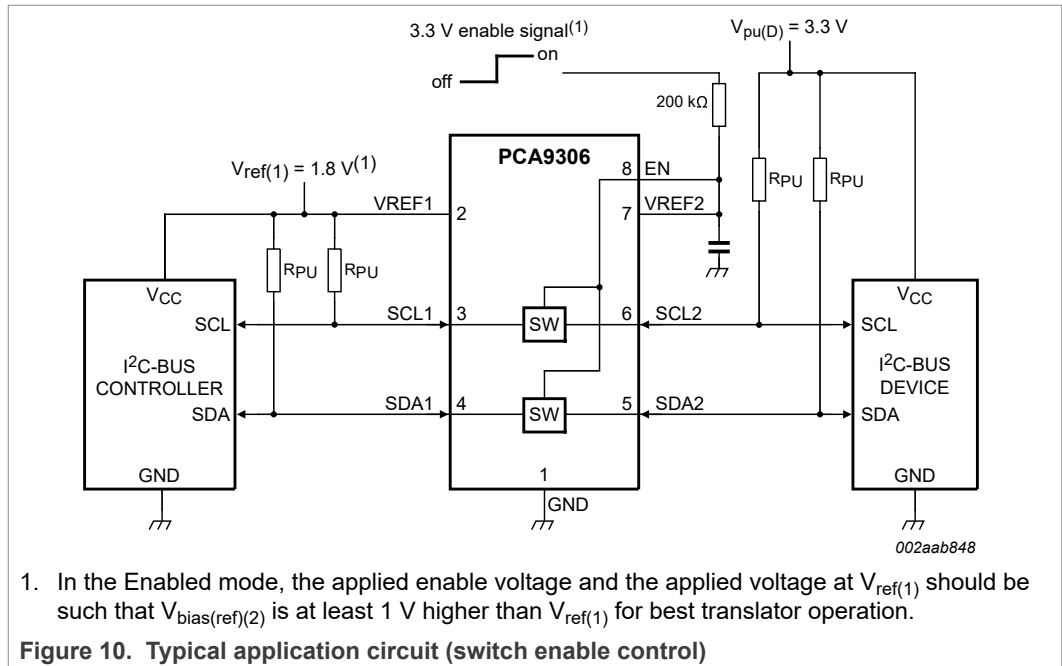 3.3 V enable signal(1)
off
on
Vpu(D) = 3.3 V
200 kΩ
PCA9306
Vref(1) = 1.8 V(1)
8
EN
RPU
RPU
VREF1
2
7
VREF2
RPU
RPU
VCC
VCC
SCL
SCL1
3
SW
6
SCL2
SCL
I2C-BUS
CONTROLLER
I2C-BUS
DEVICE
SDA
SDA1
4
SW
5
SDA2
SDA
GND
1
GND
GND
002aab848
1. In the Enabled mode, the applied enable voltage and the applied voltage at Vref(1) should be
such that Vbias(ref)(2) is at least 1 V higher than Vref(1) for best translator operation.
Figure 10. Typical application circuit (switch enable control)